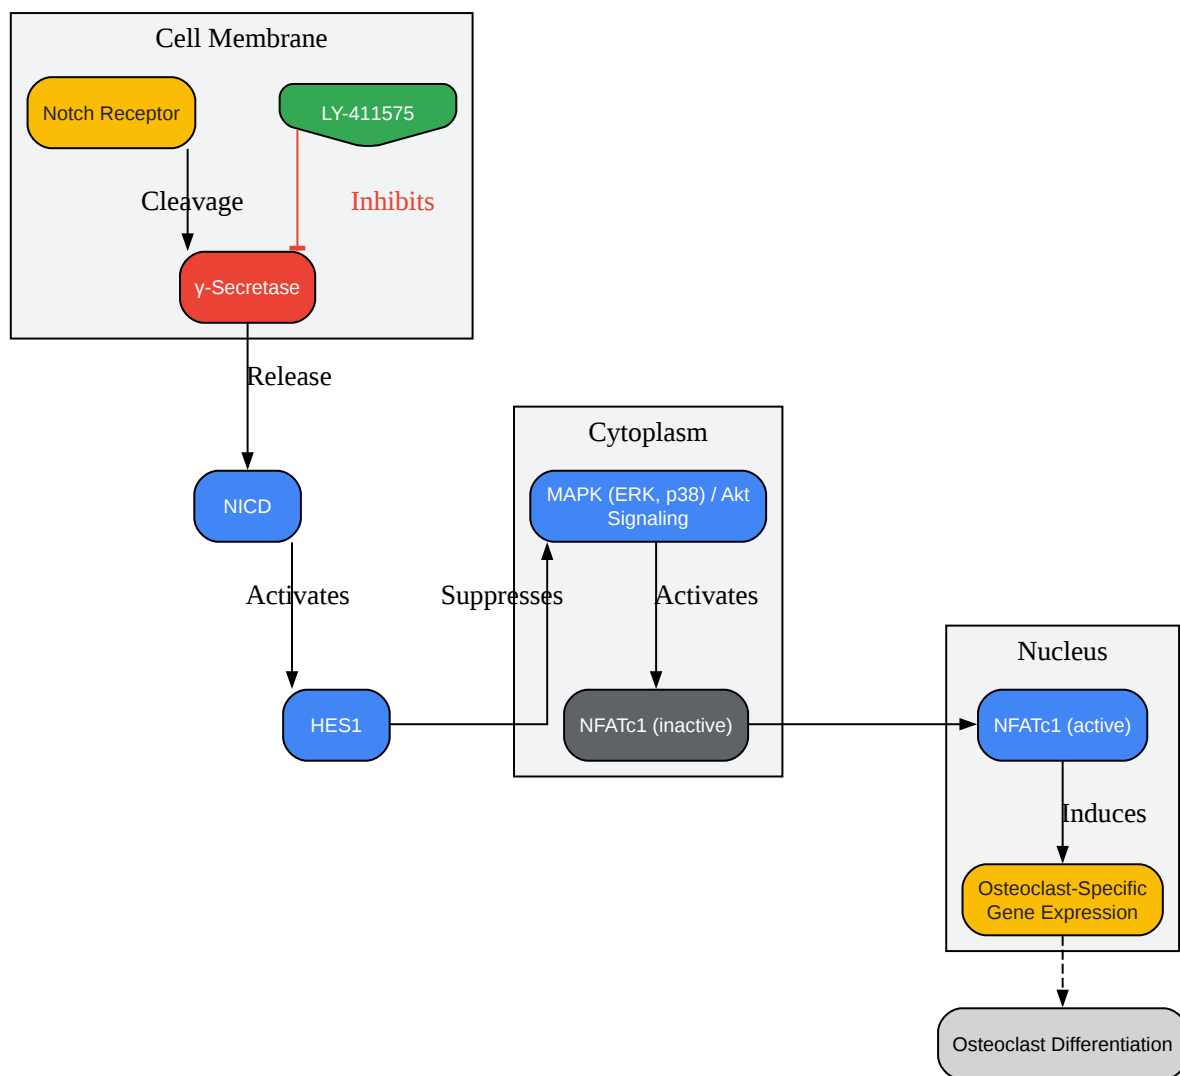 Cell Membrane
Notch Receptor
LY-411575
Cleavage
Inhibits
γ-Secretase
Release
Cytoplasm
MAPK (ERK, p38) / Akt
Signaling
NICD
Activates
Suppresses
Activates
Nucleus
HES1
NFATc1 (inactive)
NFATc1 (active)
Induces
Osteoclast-Specific
Gene Expression
Osteoclast Differentiation